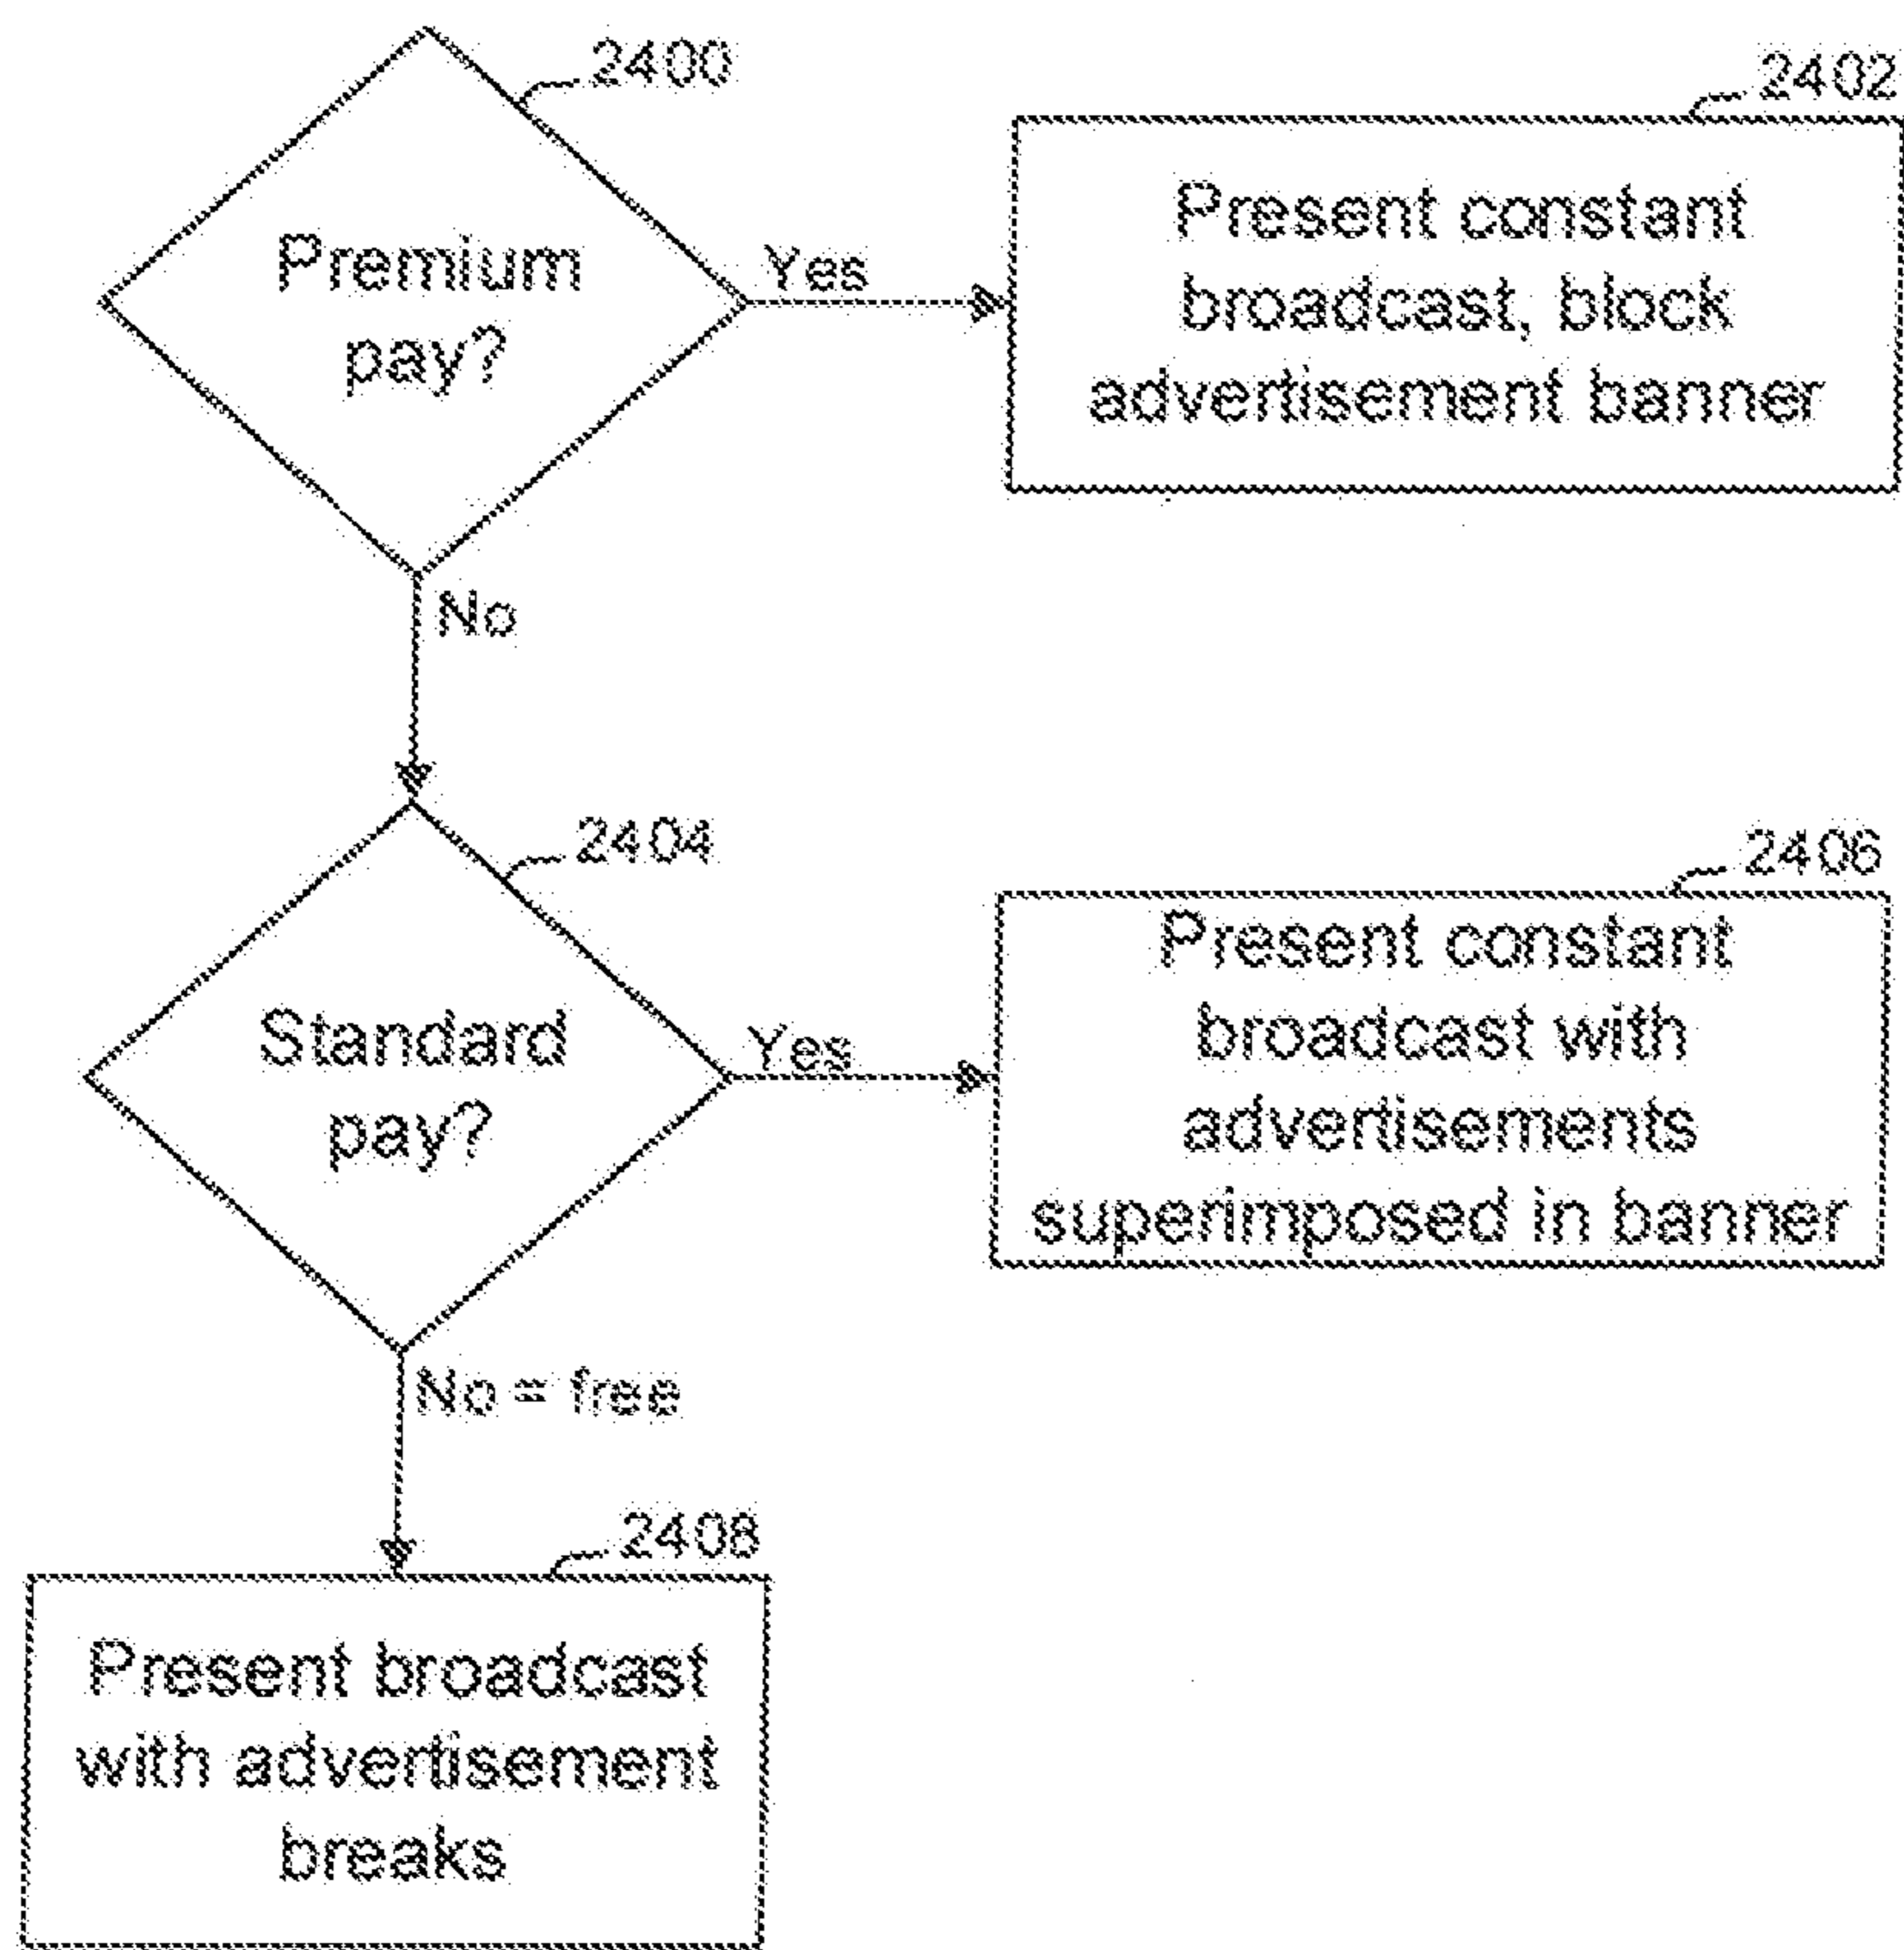 2400
Premium
pay?
Yes
2402
Present constant
broadcast, block
advertisement banner
No
2404
Standard
pay?
Yes
2406
Present constant
broadcast with
advertisements
superimposed in banner
No = free
2408
Present broadcast
with advertisement
breaks